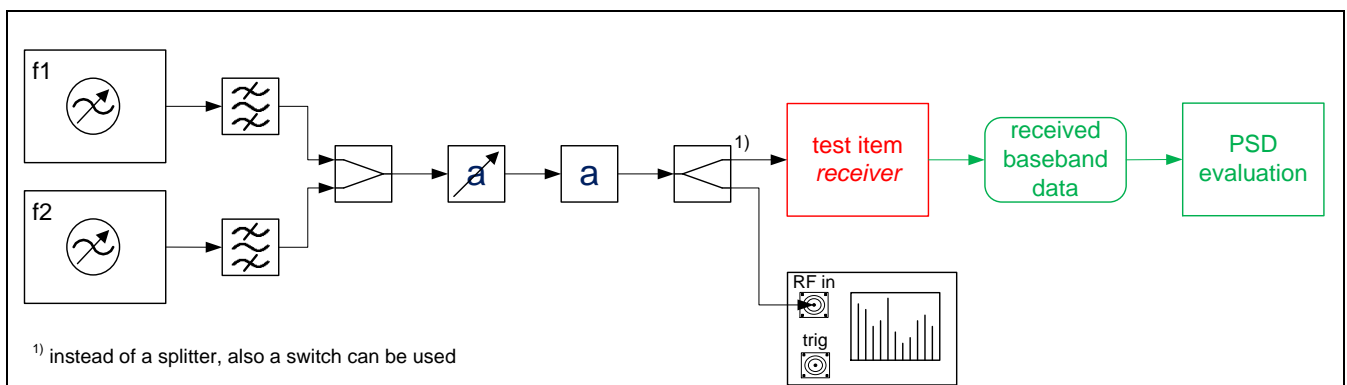 f1
f2
a
a
1)
test item
receiver
received
baseband
data
PSD
evaluation
RF in
trig
1) instead of a splitter, also a switch can be used